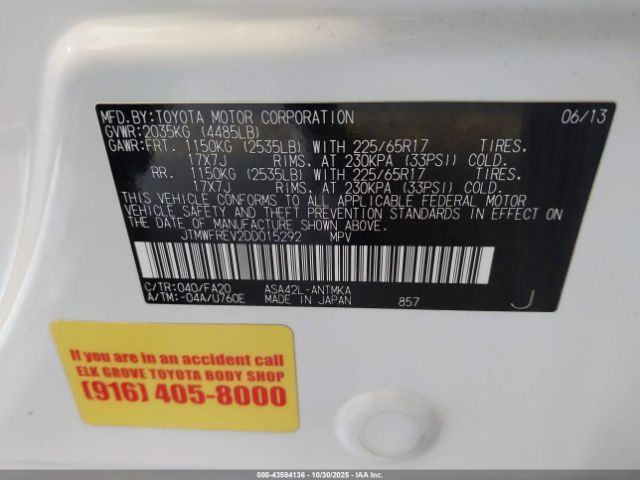 MFD.BY:TOYOTA MOTOR CORPORATION 06/13
GVWR:2035KG (4485LB)
GAWR:FRT. 1150KG (2535LB) WITH 225/65R17 TIRES.
17X7J RIMS. AT 230KPA (33PSI) COLD.
RR. 1150KG (2535LB) WITH 225/65R17 TIRES.
17X7J RIMS. AT 230KPA (33PSI) COLD.
THIS VEHICLE CONFORMS TO ALL APPLICABLE FEDERAL MOTOR
VEHICLE SAFETY AND THEFT PREVENTION STANDARDS IN EFFECT ON
THE DATE OF MANUFACTURE SHOWN ABOVE.
JTMWFREV2DD015292 MPV
C/TR:040/FA20 ASA42L-ANTMKA
A/TM:-04A/U760E MADE IN JAPAN 857 J
If you are in an accident call
ELK GROVE TOYOTA BODY SHOP
(916) 405-8000
000-43584136 - 10/30/2025 - IAA Inc.